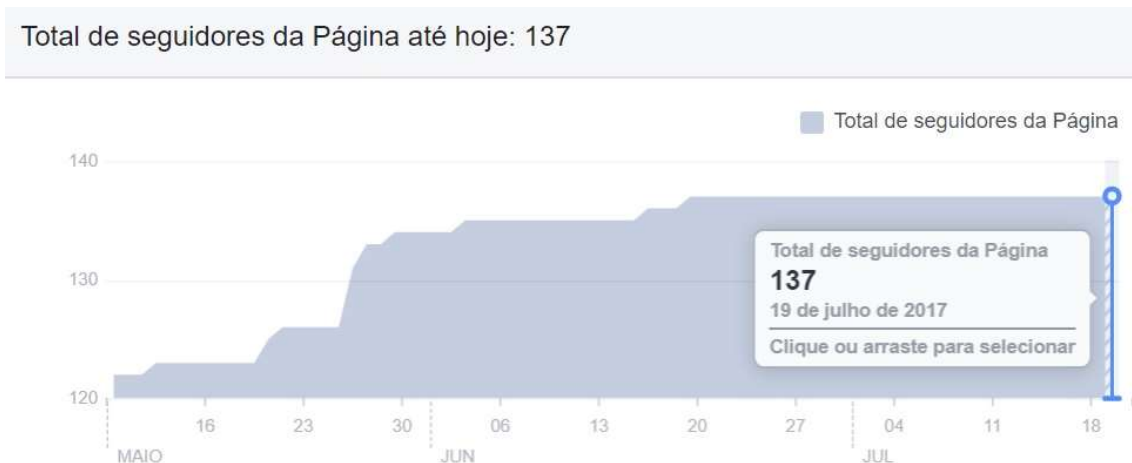 Total de seguidores da Página até hoje: 137
Total de seguidores da Página
140
130
120
Total de seguidores da Página
137
19 de julho de 2017
Clique ou arraste para selecionar
16 23 30 06 13 20 27 04 11 18
MAIO JUN JUL